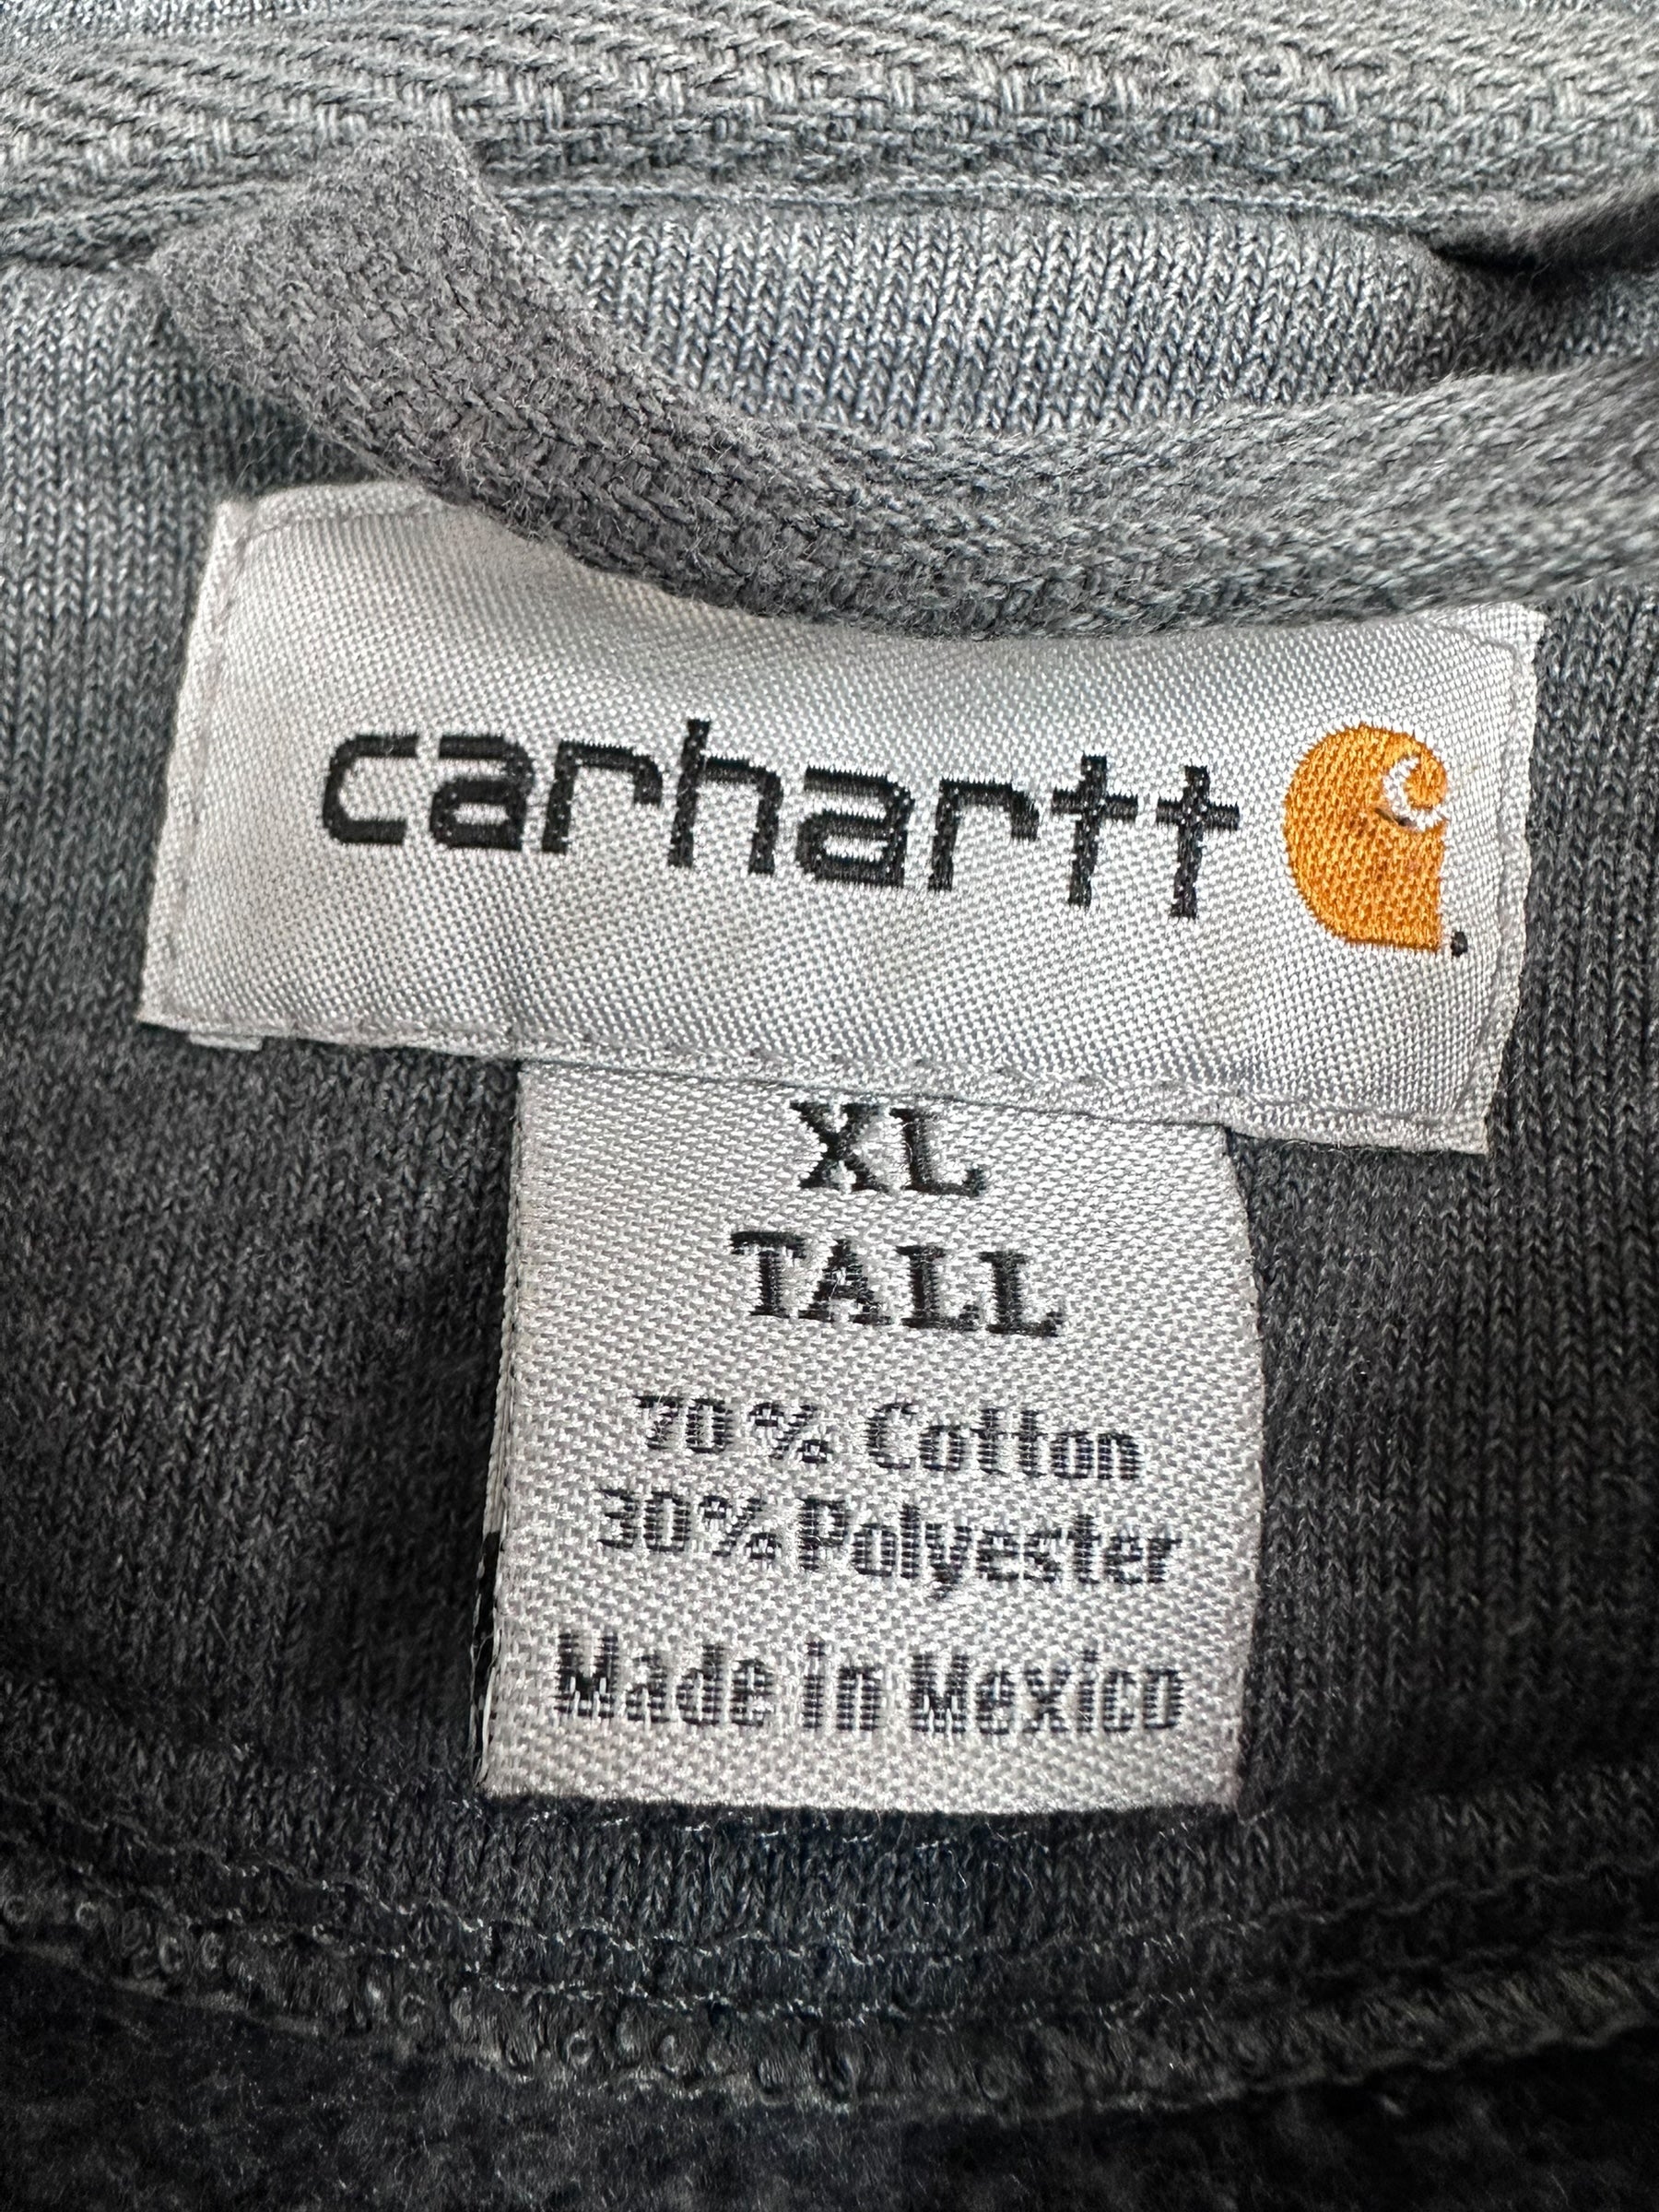 carhartt
XL
TALL
70% Cotton
30% Polyester
Made in Mexico